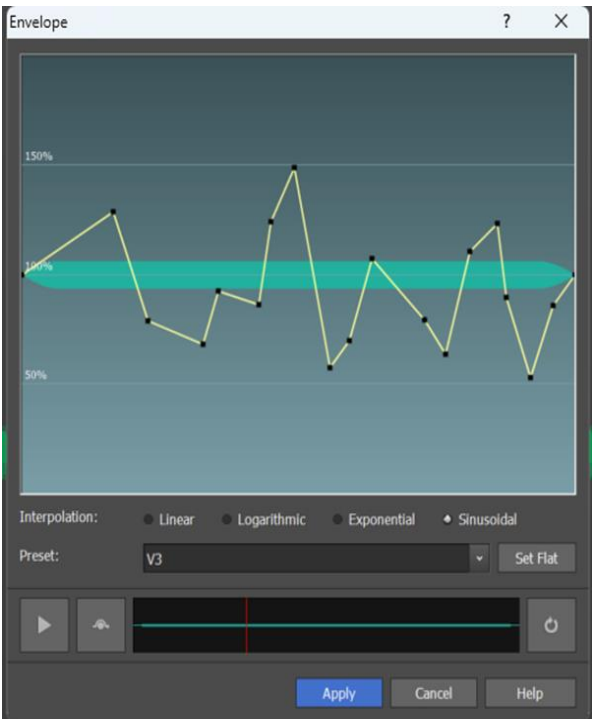 Envelope ?
150%
100%
50%
Interpolation: Linear Logarithmic Exponential Sinusoidal
Preset: V3 Set Flat
Apply Cancel Help